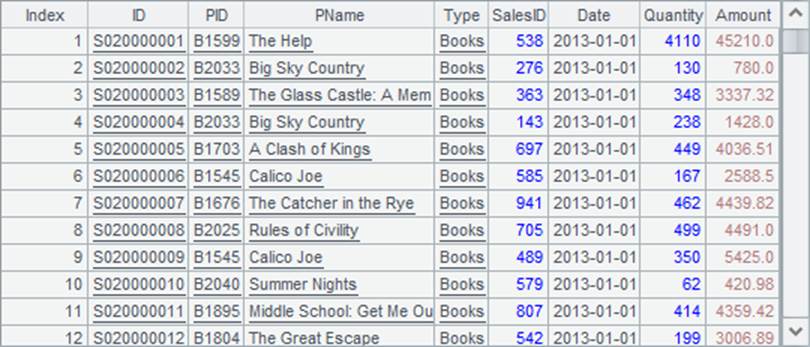 Index ID PID PName Type SalesID Date Quantity Amount
1 S020000001 B1599 The Help Books 538 2013-01-01 4110 45210.0
2 S020000002 B2033 Big Sky Country Books 276 2013-01-01 130 780.0
3 S020000003 B1589 The Glass Castle: A Mem Books 363 2013-01-01 348 3337.32
4 S020000004 B2033 Big Sky Country Books 143 2013-01-01 238 1428.0
5 S020000005 B1703 A Clash of Kings Books 697 2013-01-01 449 4036.51
6 S020000006 B1545 Calico Joe Books 585 2013-01-01 167 2588.5
7 S020000007 B1676 The Catcher in the Rye Books 941 2013-01-01 462 4439.82
8 S020000008 B2025 Rules of Civility Books 705 2013-01-01 499 4491.0
9 S020000009 B1545 Calico Joe Books 489 2013-01-01 350 5425.0
10 S020000010 B2040 Summer Nights Books 579 2013-01-01 62 420.98
11 S020000011 B1895 Middle School: Get Me Ou Books 807 2013-01-01 414 4359.42
12 S020000012 B1804 The Great Escape Books 542 2013-01-01 199 3006.89